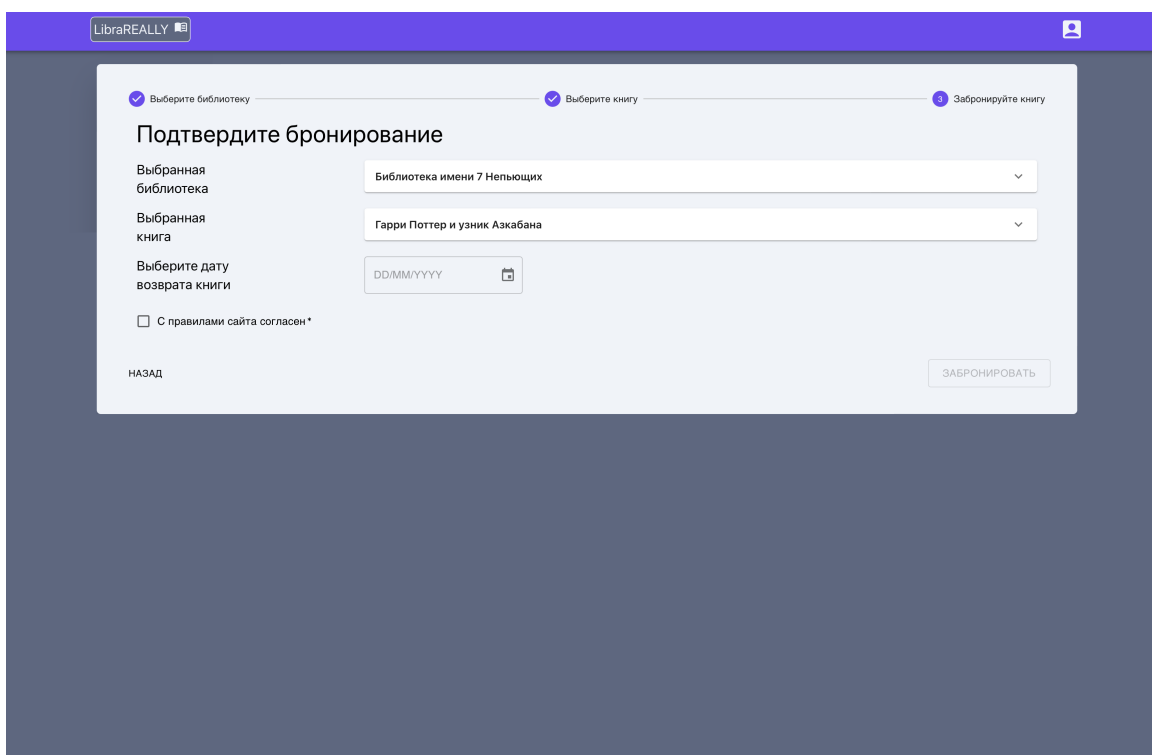 LibraREALLY
Выберите библиотеку
Выберите книгу
3 Забронируйте книгу
Подтвердите бронирование
Выбранная
библиотека
Библиотека имени 7 Непьющих
Выбранная
книга
Гарри Поттер и узник Азкабана
Выберите дату
возврата книги
DD/MM/YYYY
С правилами сайта согласен *
НАЗАД
ЗАБРОНИРОВАТЬ